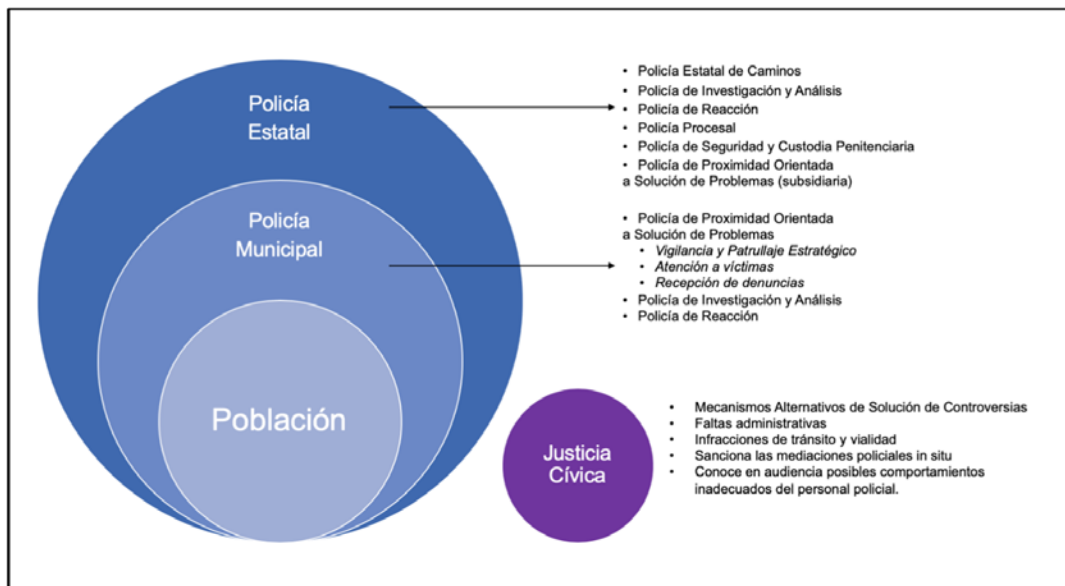 Policía
Estatal
• Policía Estatal de Caminos
• Policía de Investigación y Análisis
• Policía de Reacción
• Policía Procesal
• Policía de Seguridad y Custodia Penitenciaria
• Policía de Proximidad Orientada
a Solución de Problemas (subsidiaria)
Policía
Municipal
• Policía de Proximidad Orientada
a Solución de Problemas
• Vigilancia y Patrullaje Estratégico
• Atención a víctimas
• Recepción de denuncias
• Policía de Investigación y Análisis
• Policía de Reacción
Población
Justicia
Cívica
• Mecanismos Alternativos de Solución de Controversias
• Faltas administrativas
• Infracciones de tránsito y vialidad
• Sanciona las mediaciones policiales in situ
• Conoce en audiencia posibles comportamientos
inadecuados del personal policial.